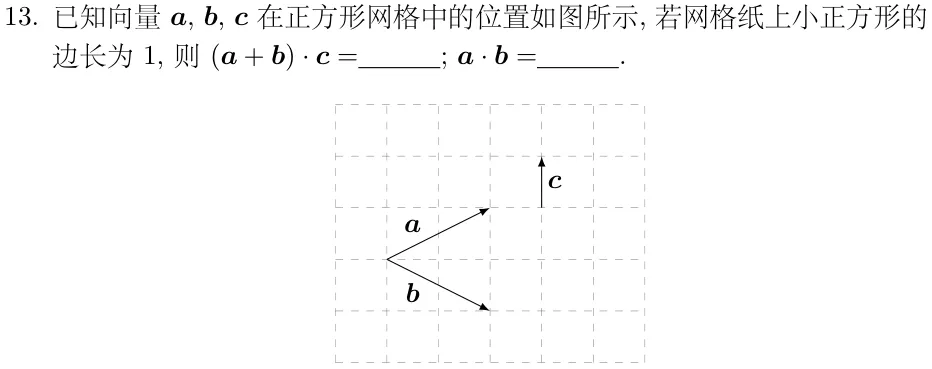 13. 已知向量 a, b, c 在正方形网格中的位置如图所示, 若网格纸上小正方形的
边长为 1, 则 (a + b) · c =______; a · b =______.
c
a
b